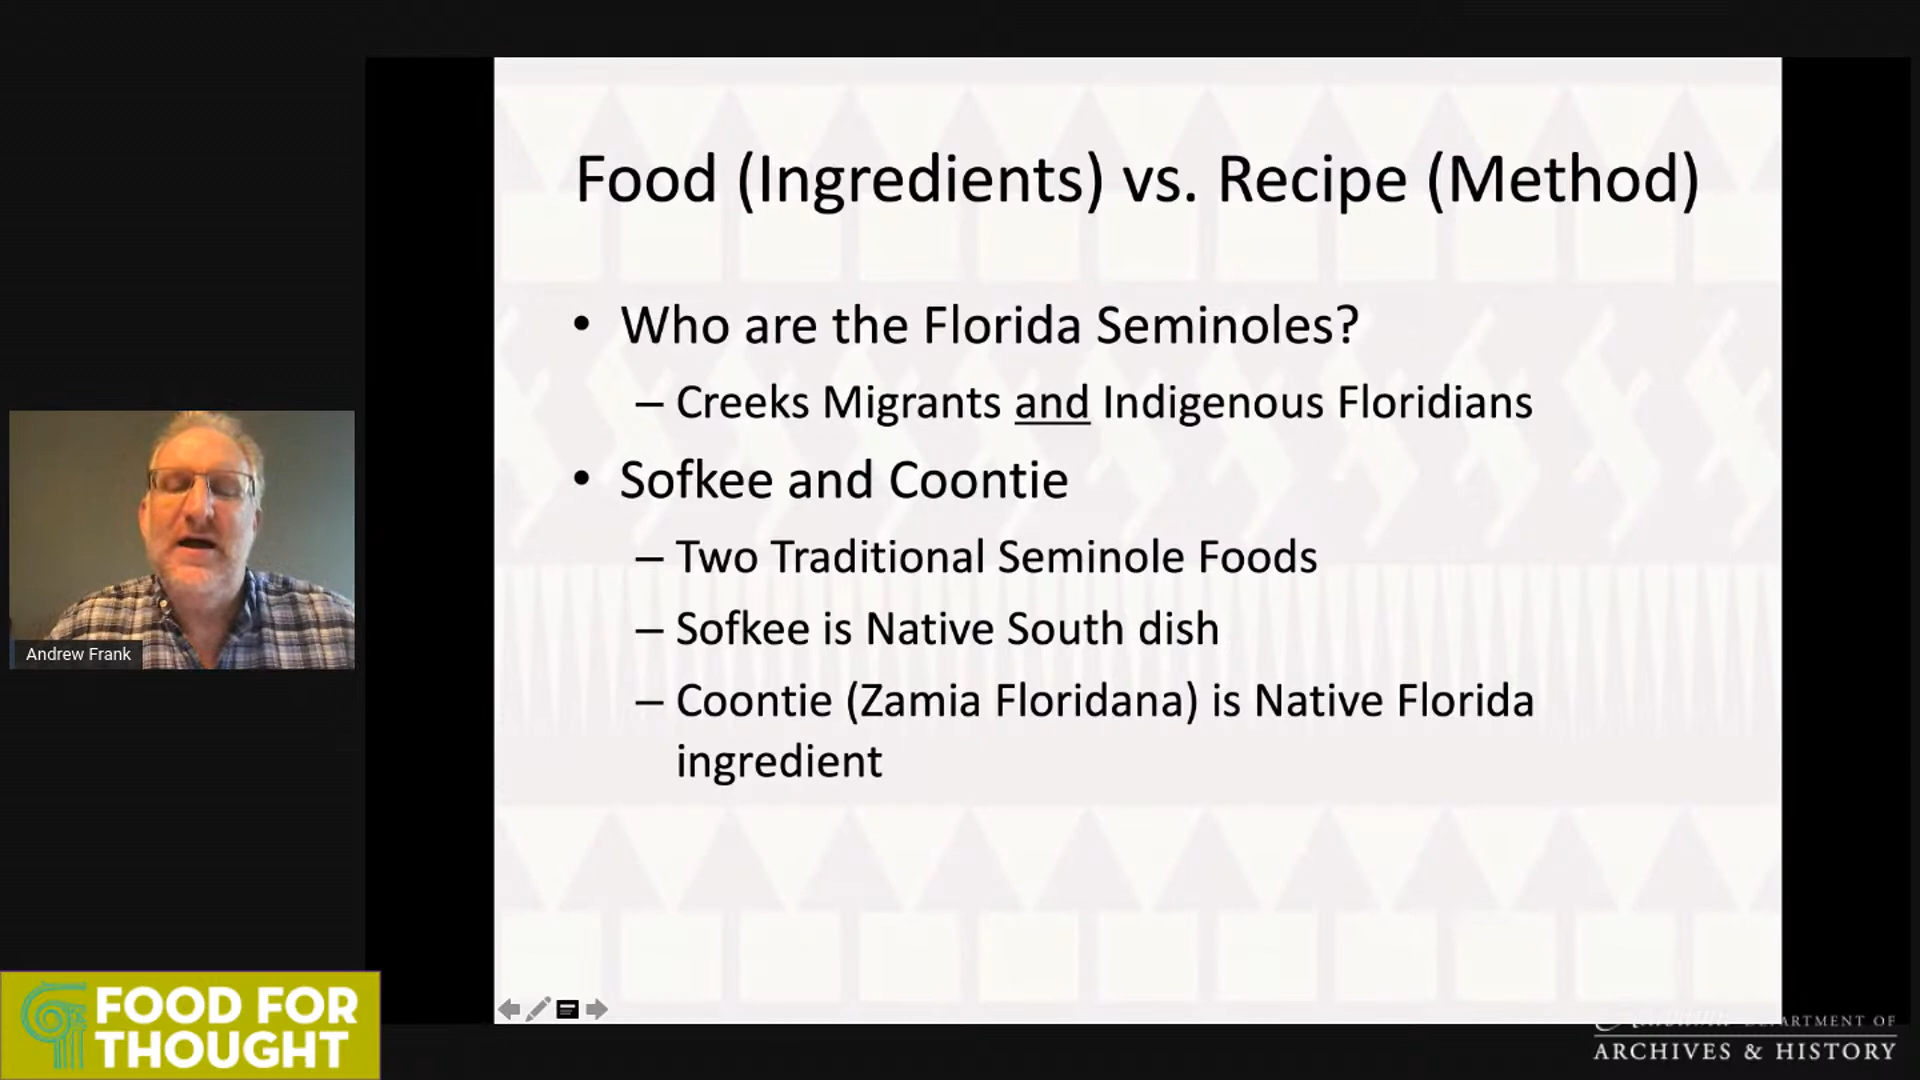 Food (Ingredients) vs. Recipe (Method)
• Who are the Florida Seminoles?
– Creeks Migrants and Indigenous Floridians
• Sofkee and Coontie
– Two Traditional Seminole Foods
– Sofkee is Native South dish
– Coontie (Zamia Floridana) is Native Florida
ingredient
Andrew Frank
FOOD FOR
THOUGHT
DEPARTMENT OF
ARCHIVES & HISTORY